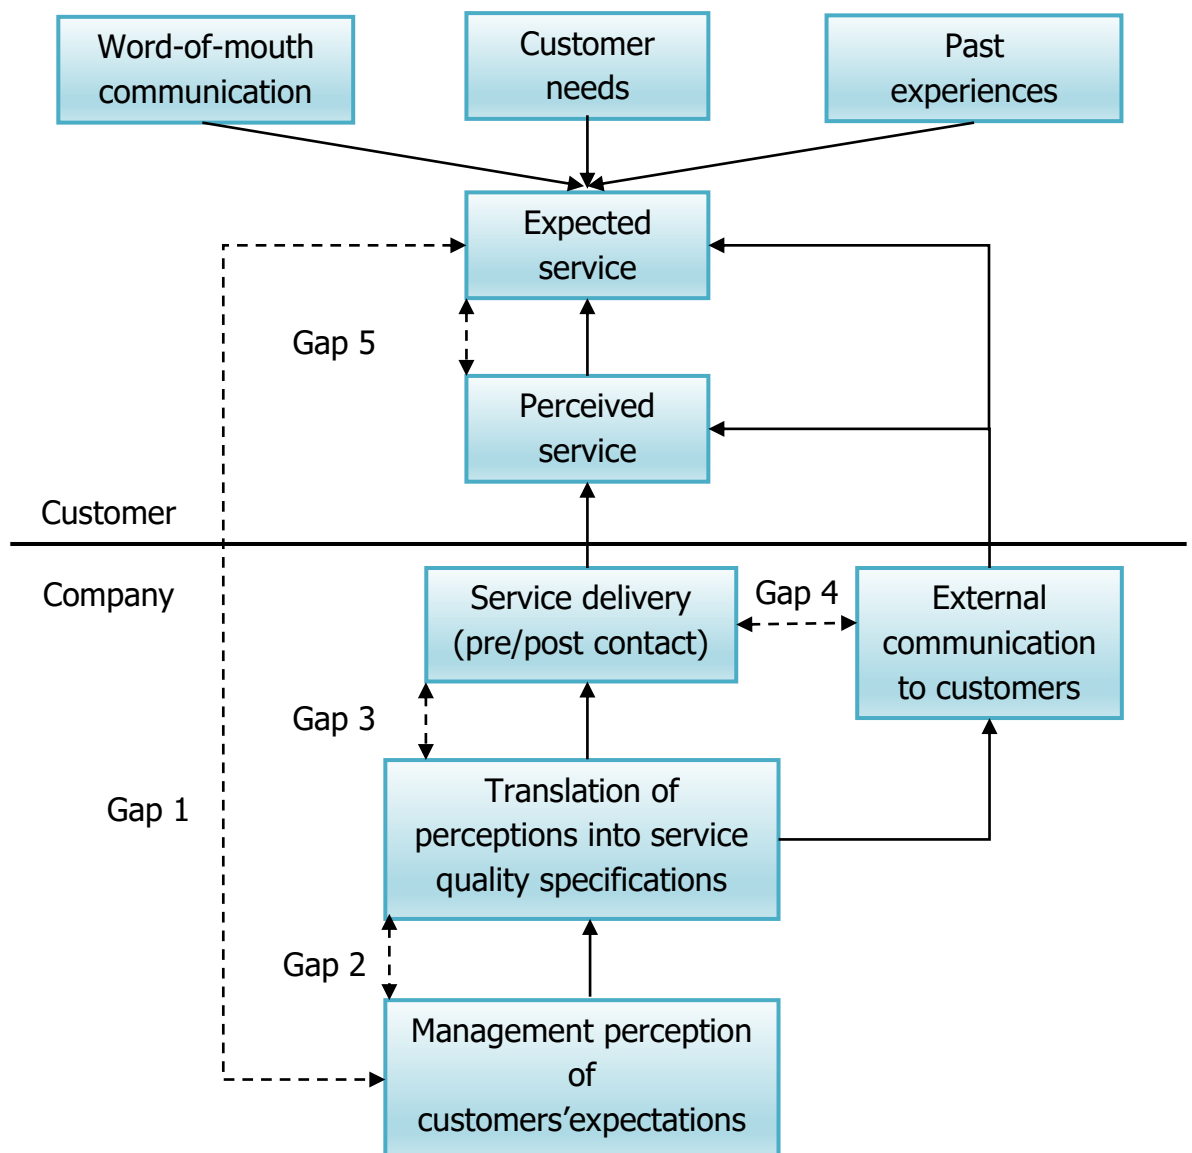 Word-of-mouth
communication
Customer
needs
Past
experiences
Expected
service
Gap 5
Perceived
service
Customer
Company
Service delivery
(pre/post contact)
Gap 4
External
communication
to customers
Gap 3
Translation of
perceptions into service
quality specifications
Gap 1
Gap 2
Management perception
of
customers’expectations